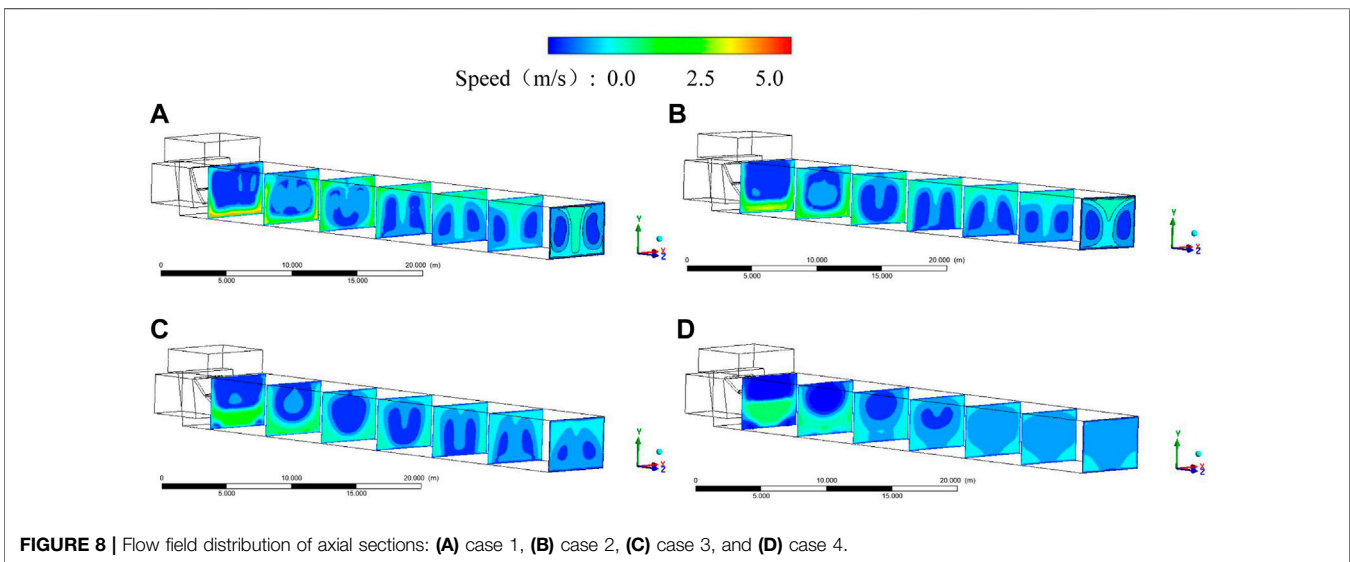 Speed（m/s）: 0.0 2.5 5.0
A
B
Y
X
Z
0 10.000 20.000 (m)
5.000 15.000
Y
X
Z
0 10.000 20.000 (m)
5.000 15.000
C
D
Y
X
Z
0 10.000 20.000 (m)
5.000 15.000
Y
X
Z
0 10.000 20.000 (m)
5.000 15.000
FIGURE 8 | Flow field distribution of axial sections: (A) case 1, (B) case 2, (C) case 3, and (D) case 4.